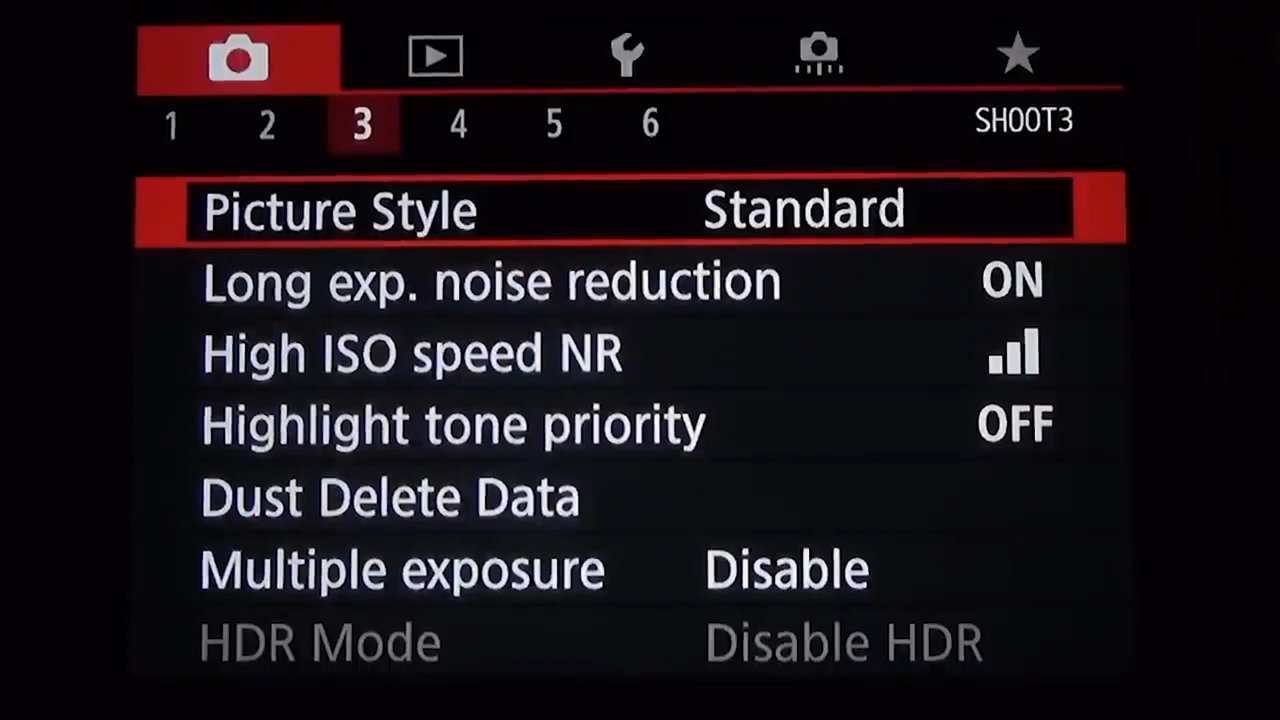 1 2 3 4 5 6 SHOOT3
Picture Style Standard
Long exp. noise reduction ON
High ISO speed NR
Highlight tone priority OFF
Dust Delete Data
Multiple exposure Disable
HDR Mode Disable HDR